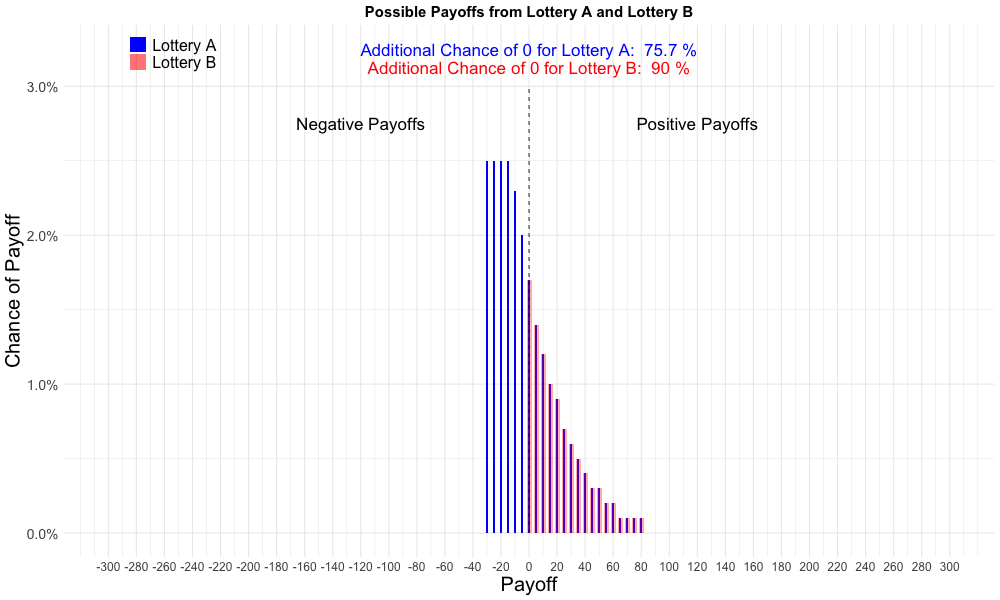 Possible Payoffs from Lottery A and Lottery B
Lottery A
Lottery B
Additional Chance of 0 for Lottery A:  75.7 %
Additional Chance of 0 for Lottery B:  90 %
Negative Payoffs
Positive Payoffs
Chance of Payoff
3.0%
2.0%
1.0%
0.0%
-300 -280 -260 -240 -220 -200 -180 -160 -140 -120 -100 -80 -60 -40 -20 0 20 40 60 80 100 120 140 160 180 200 220 240 260 280 300
Payoff